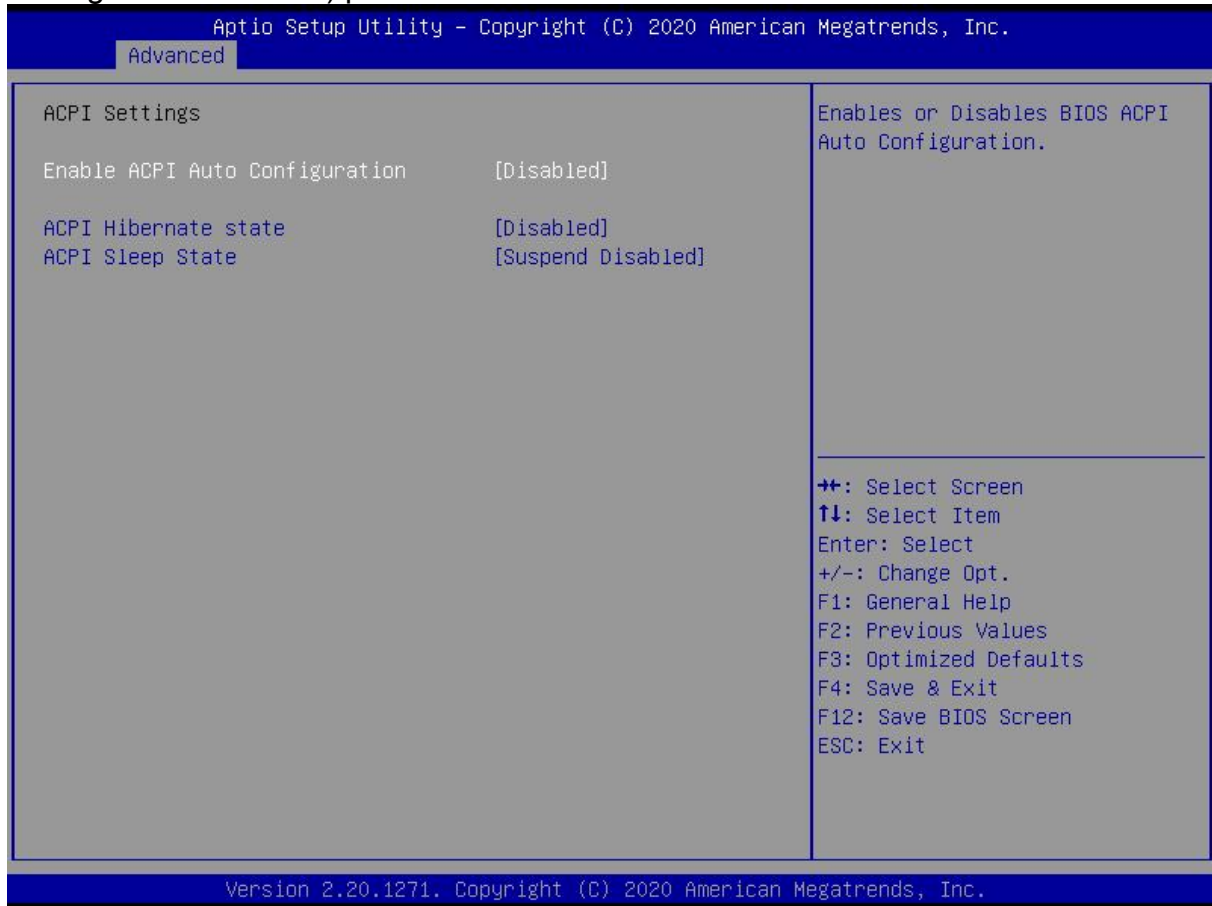 Aptio Setup Utility – Copyright (C) 2020 American Megatrends, Inc.
Advanced
ACPI Settings
Enable ACPI Auto Configuration [Disabled]
ACPI Hibernate state [Disabled]
ACPI Sleep State [Suspend Disabled]
Enables or Disables BIOS ACPI
Auto Configuration.
→←: Select Screen
↑↓: Select Item
Enter: Select
+/-: Change Opt.
F1: General Help
F2: Previous Values
F3: Optimized Defaults
F4: Save & Exit
F12: Save BIOS Screen
ESC: Exit
Version 2.20.1271. Copyright (C) 2020 American Megatrends, Inc.